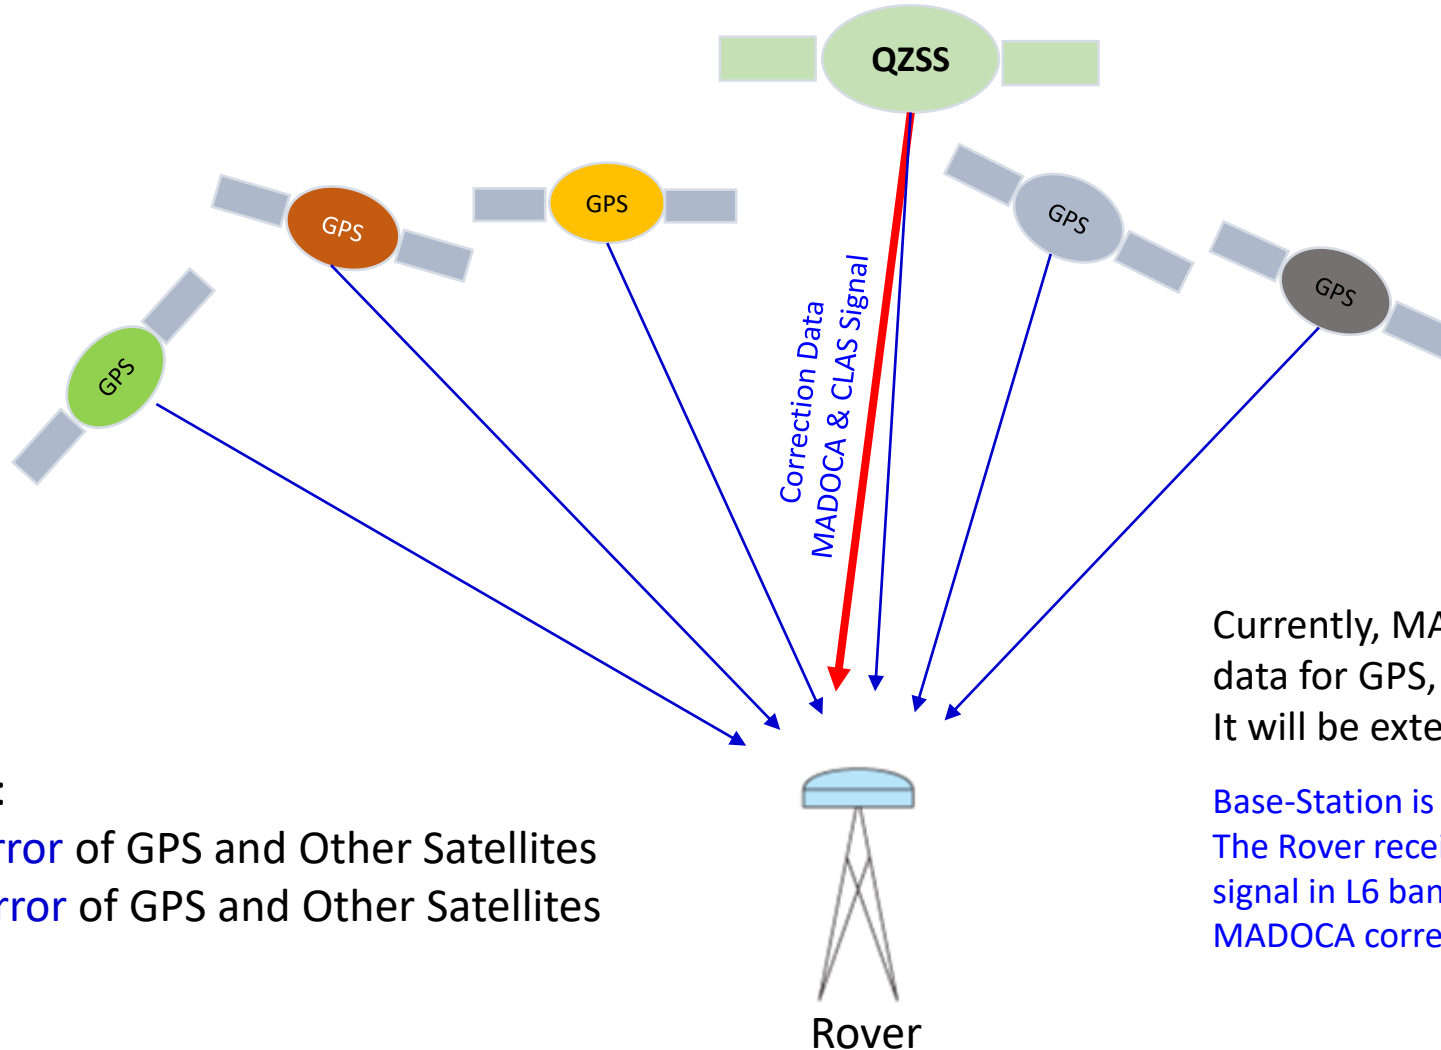 QZSS
GPS
GPS
GPS
GPS
GPS
Correction Data
MADOCA & CLAS Signal
Currently, MA
data for GPS,
It will be exte
Base-Station is
The Rover recei
signal in L6 ban
MADOCA corre
:
rror of GPS and Other Satellites
rror of GPS and Other Satellites
Rover